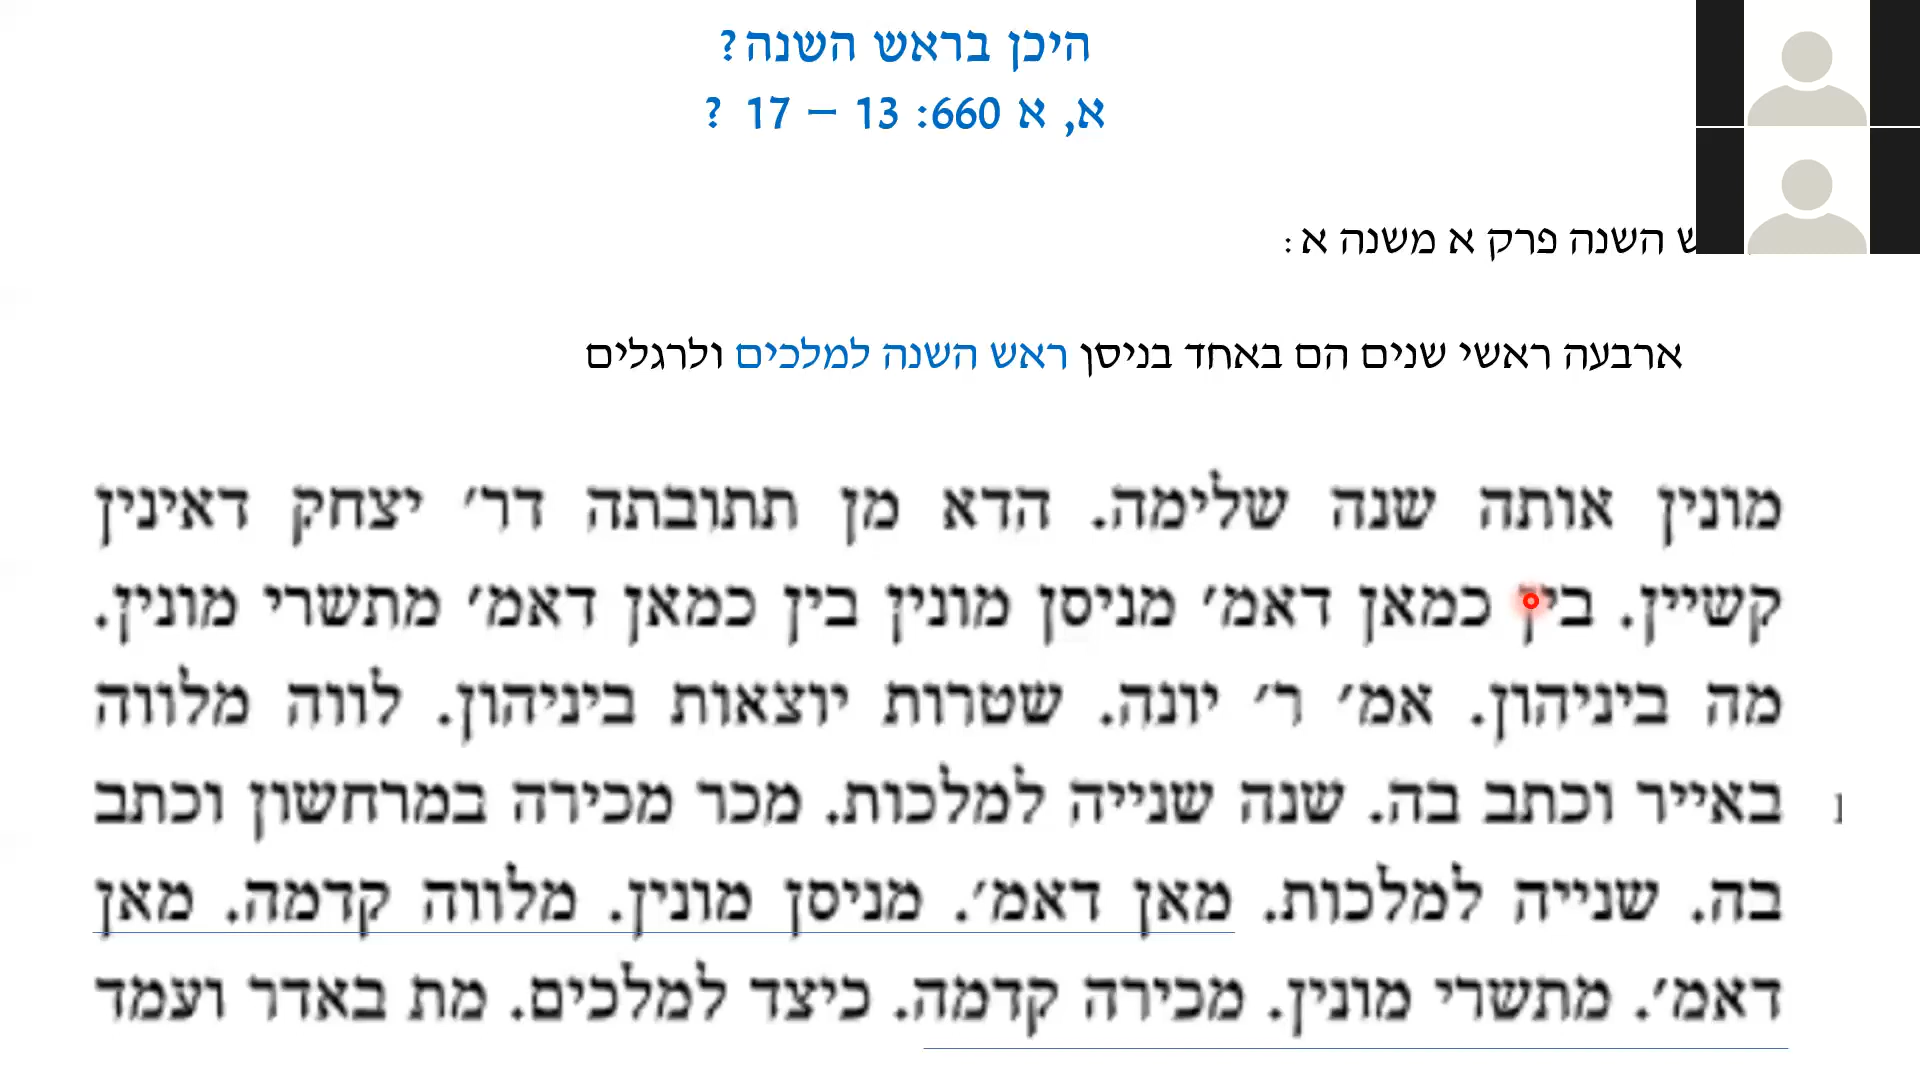 היכן בראש השנה?
א, א 660: 13 – 17 ?
השנה פרק א משנה א:
ארבעה ראשי שנים הם באחד בניסן ראש השנה למלכים ולרגלים
מונין אותה שנה שלימה. הדא מן תתובתה דר׳ יצחק דאינין
קשיין. בין כמאן דאמ׳ מניסן מונין בין כמאן דאמ׳ מתשרי מונין.
מה ביניהון. אמ׳ ר׳ יונה. שטרות יוצאות ביניהון. לווה מלווה
באייר וכתב בה. שנה שנייה למלכות. מכר מכירה במרחשון וכתב
בה. שנייה למלכות. מאן דאמ׳. מניסן מונין. מלווה קדמה. מאן
דאמ׳. מתשרי מונין. מכירה קדמה. כיצד למלכים. מת באדר ועמד